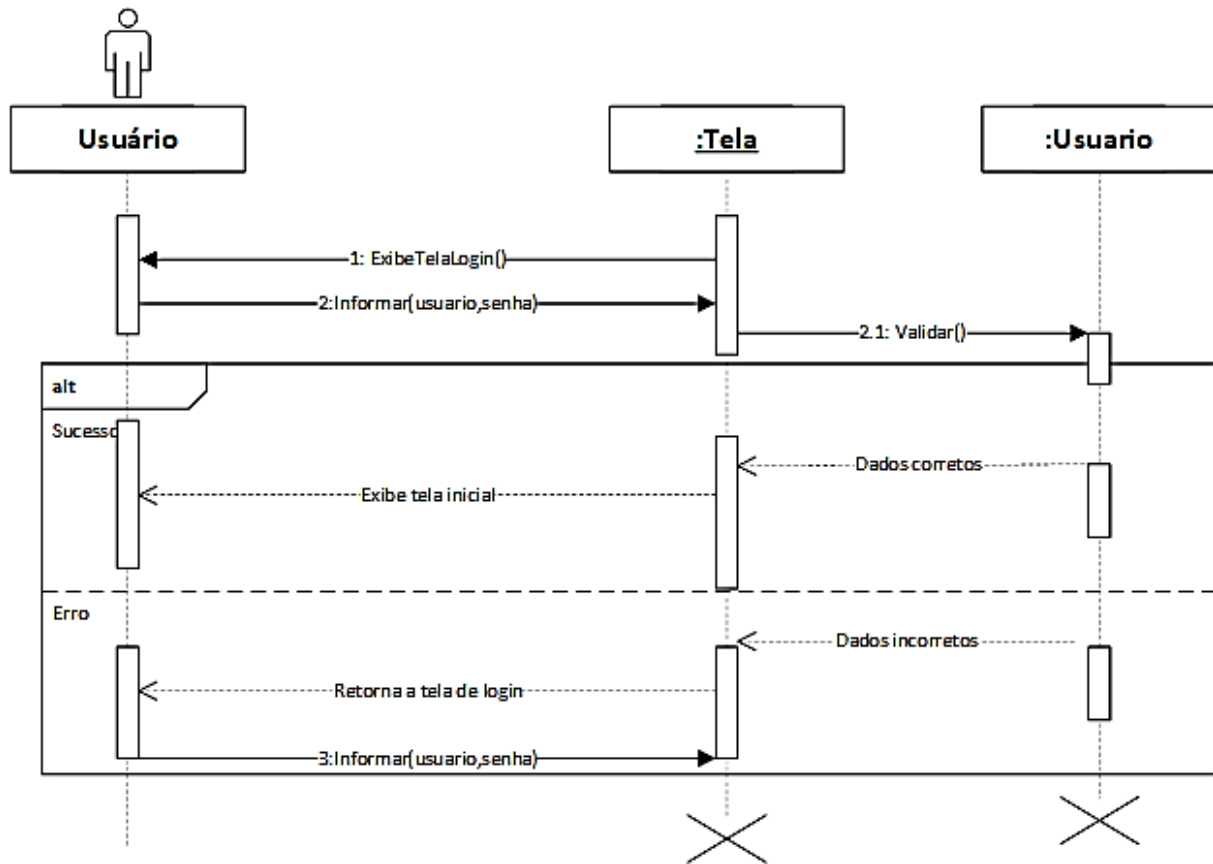 Usuário
:Tela
:Usuario
1: ExibeTelaLogin()
2:Informar(usuario,senha)
2.1: Validar()
alt
Sucesso
Dados corretos
Exibe tela inicial
Erro
Dados incorretos
Retorna a tela de login
3:Informar(usuario,senha)